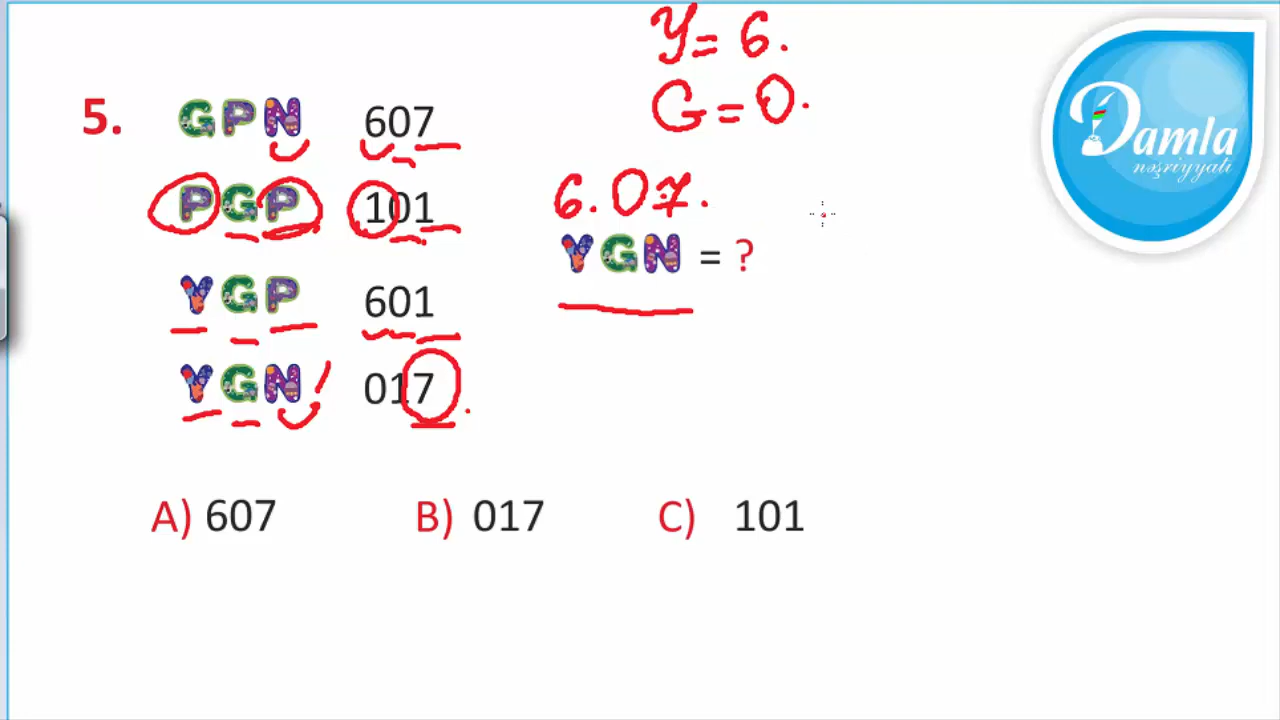 Y = 6.
G = 0.
5. GPN 607
PGP 101
YGP 601
YGN! 017
6.07.
YGN = ?
A) 607 B) 017 C) 101
Damla
nəşriyyatı